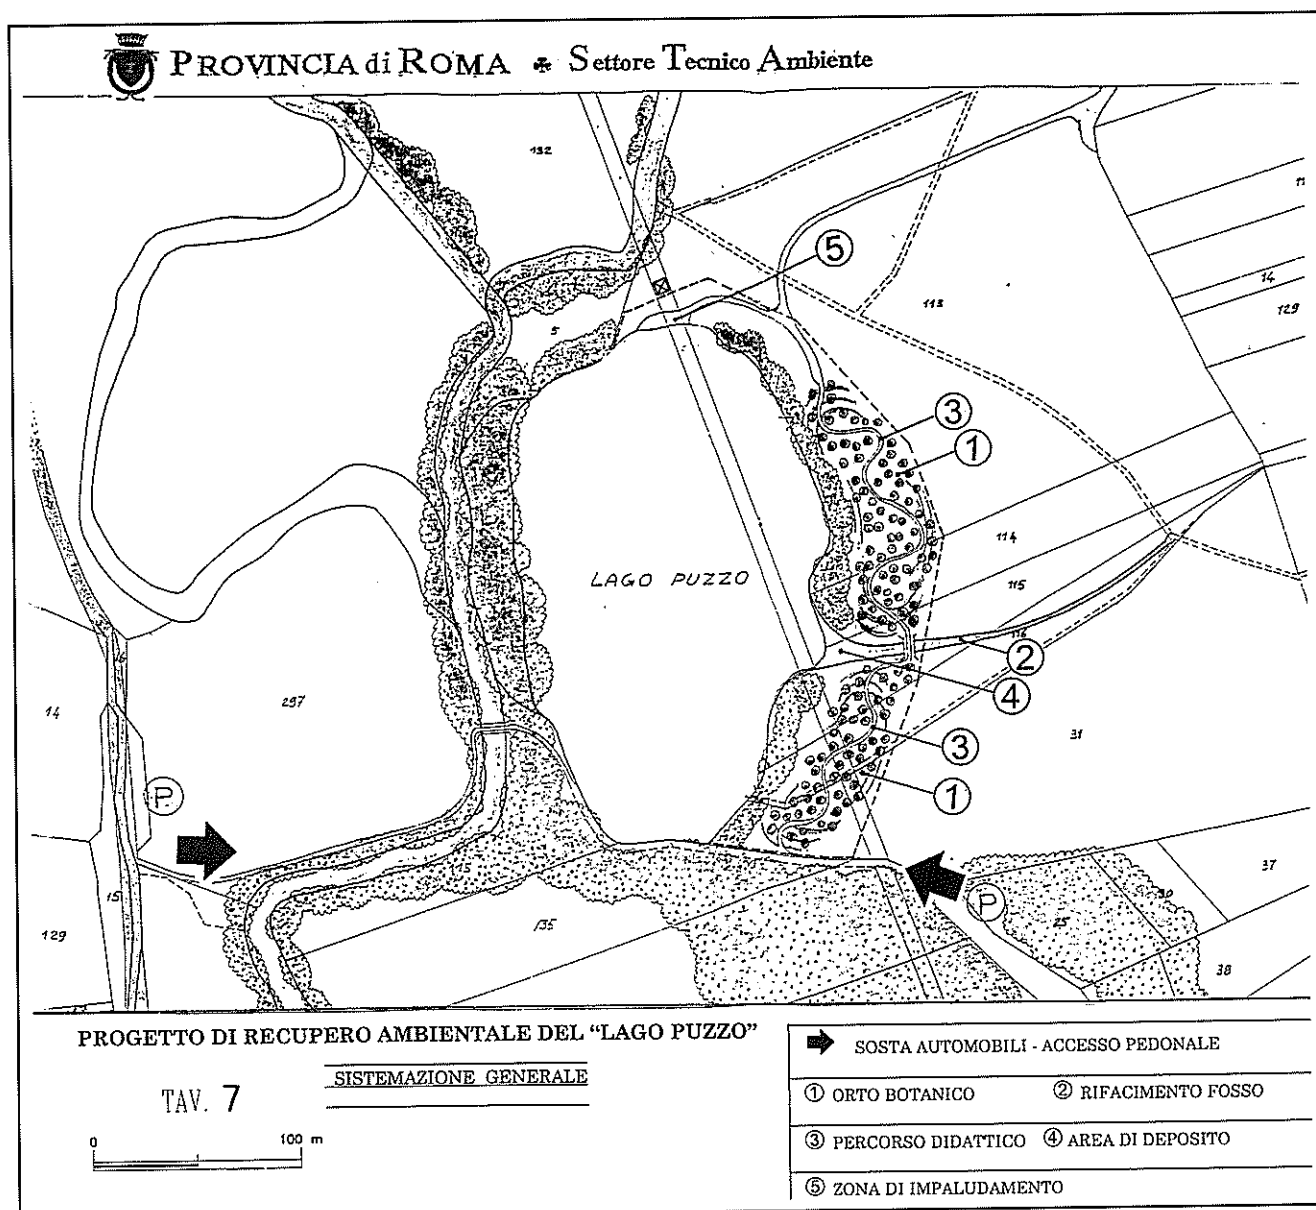 PROVINCIA di ROMA Settore Tecnico Ambiente
132
5
5
113
14
129
3
1
LAGO PUZZO
114
115
116
2
4
14
297
31
3
P
1
P
37
30
15
25
135
129
38
PROGETTO DI RECUPERO AMBIENTALE DEL “LAGO PUZZO”
SISTEMAZIONE GENERALE
TAV. 7
0 100 m
SOSTA AUTOMOBILI - ACCESSO PEDONALE
1 ORTO BOTANICO 2 RIFACIMENTO FOSSO
3 PERCORSO DIDATTICO 4 AREA DI DEPOSITO
5 ZONA DI IMPALUDAMENTO